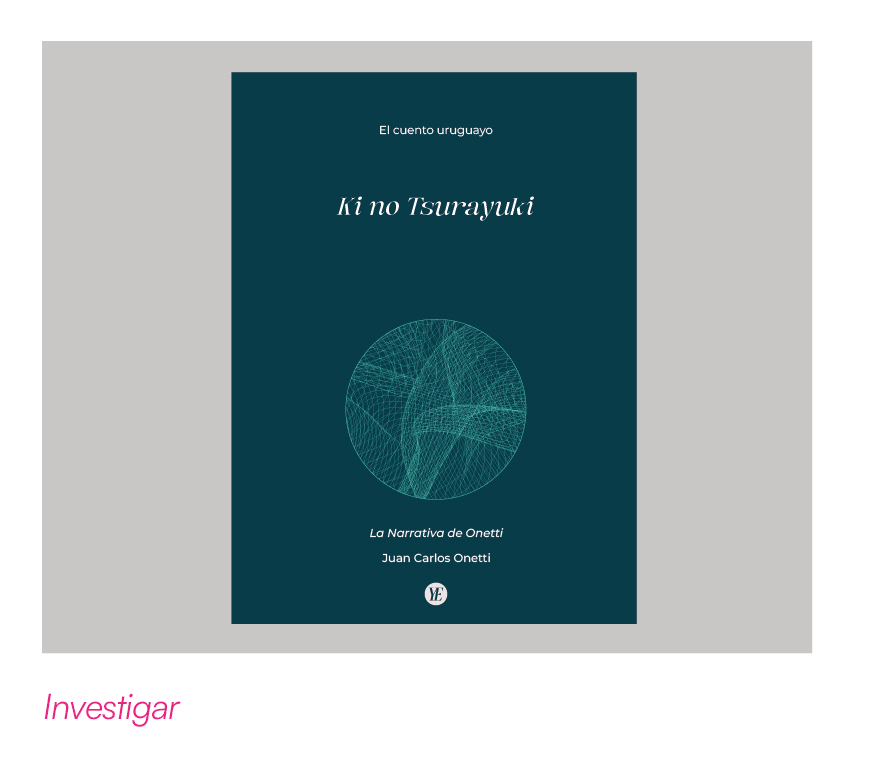 El cuento uruguayo
Ki no Tsurayuki
La Narrativa de Onetti
Juan Carlos Onetti
YE
Investigar